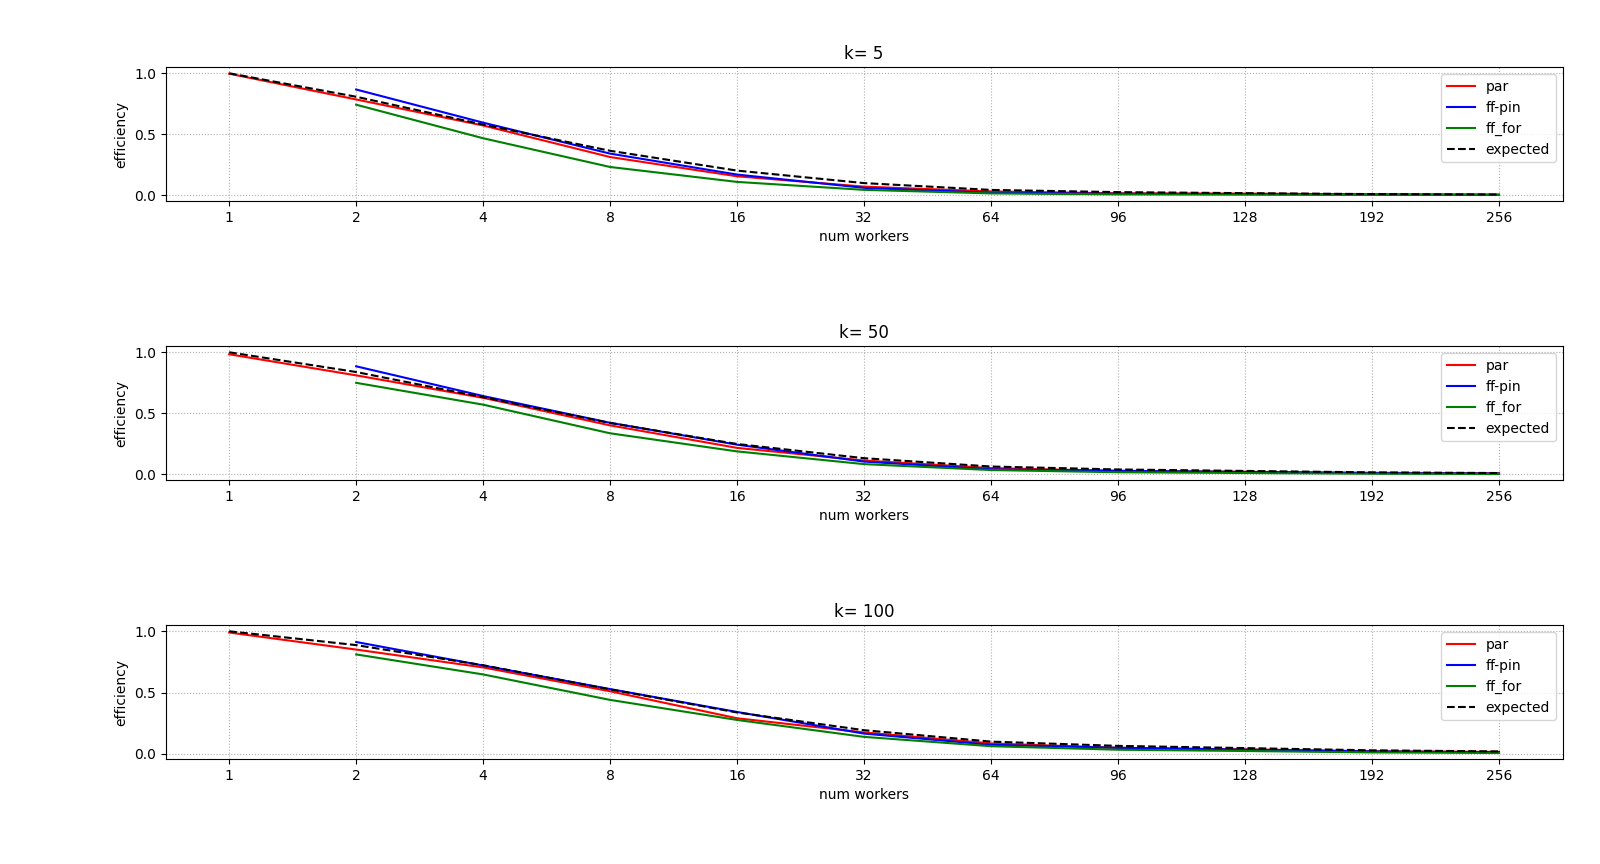 k= 5
efficiency
1.0
0.5
0.0
par
ff-pin
ff_for
expected
1 2 4 8 16 32 64 96 128 192 256
num workers
k= 50
efficiency
1.0
0.5
0.0
par
ff-pin
ff_for
expected
1 2 4 8 16 32 64 96 128 192 256
num workers
k= 100
efficiency
1.0
0.5
0.0
par
ff-pin
ff_for
expected
1 2 4 8 16 32 64 96 128 192 256
num workers